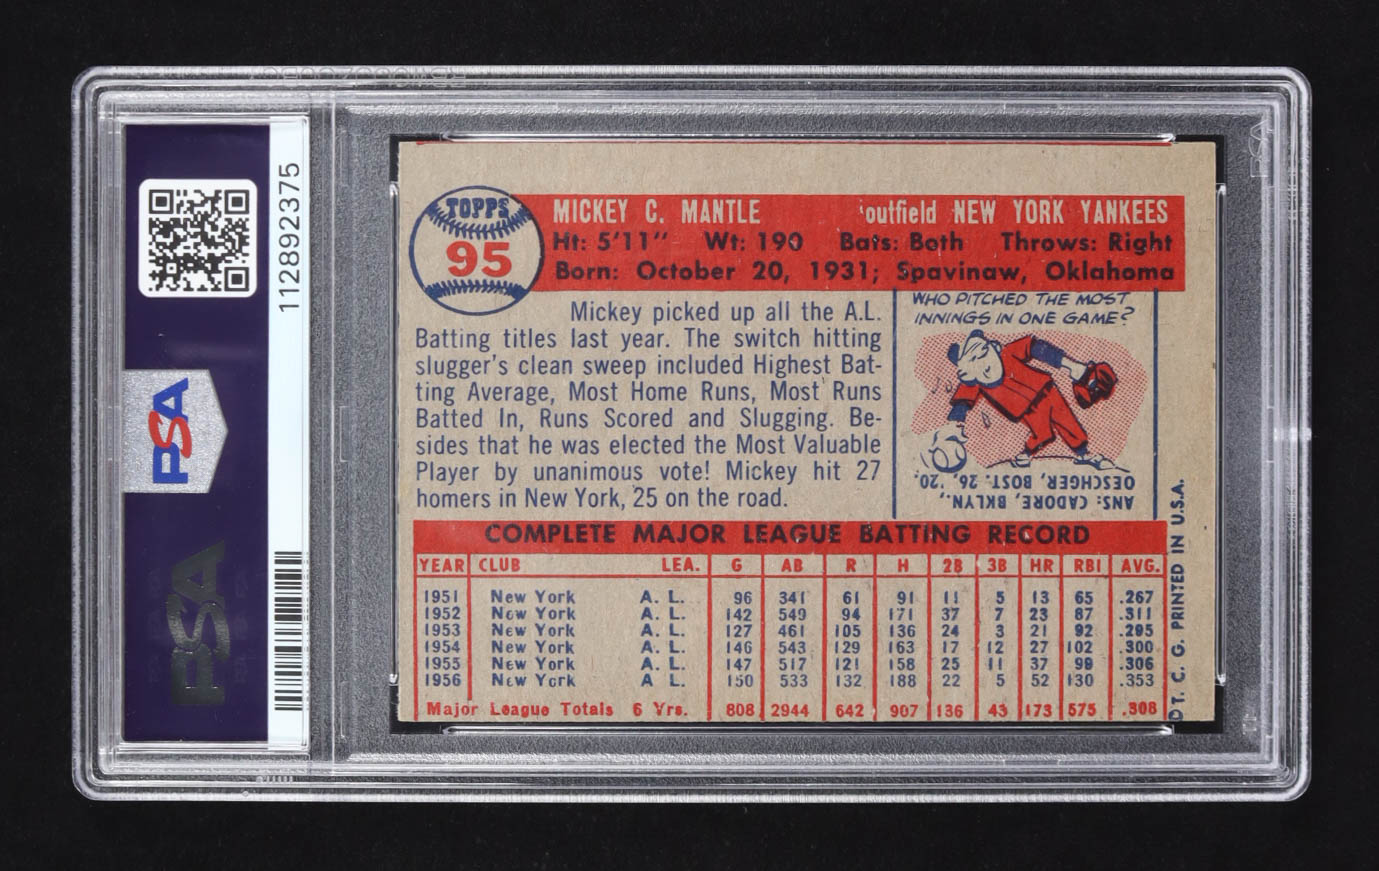 112892375
PSA
PSA
TOPPS
95
MICKEY C. MANTLE outfield NEW YORK YANKEES
Ht: 5'11" Wt: 190 Bats: Both Throws: Right
Born: October 20, 1931; Spavinaw, Oklahoma
Mickey picked up all the A.L.
Batting titles last year. The switch hitting
slugger's clean sweep included Highest Bat-
ting Average, Most Home Runs, Most Runs
Batted In, Runs Scored and Slugging. Be-
sides that he was elected the Most Valuable
Player by unanimous vote! Mickey hit 27
homers in New York, 25 on the road.
WHO PITCHED THE MOST
INNINGS IN ONE GAME?
ANS: CADORE, BKLYN.,
OESCHGER, BOST. 26, '20.
COMPLETE MAJOR LEAGUE BATTING RECORD
YEAR CLUB LEA. G AB R H 2B 3B HR RBI AVG.
1951 New York A. L. 96 341 61 91 11 5 13 65 .267
1952 New York A. L. 142 549 94 171 37 7 23 87 .311
1953 New York A. L. 127 461 105 136 24 3 21 92 .295
1954 New York A. L. 146 543 129 163 17 12 27 102 .300
1955 New York A. L. 147 517 121 158 25 11 37 99 .306
1956 New York A L. 150 533 132 188 22 5 52 130 .353
Major League Totals 6 Yrs. 808 2944 642 907 136 43 173 575 .308
© T. C. G. PRINTED IN U.S.A.